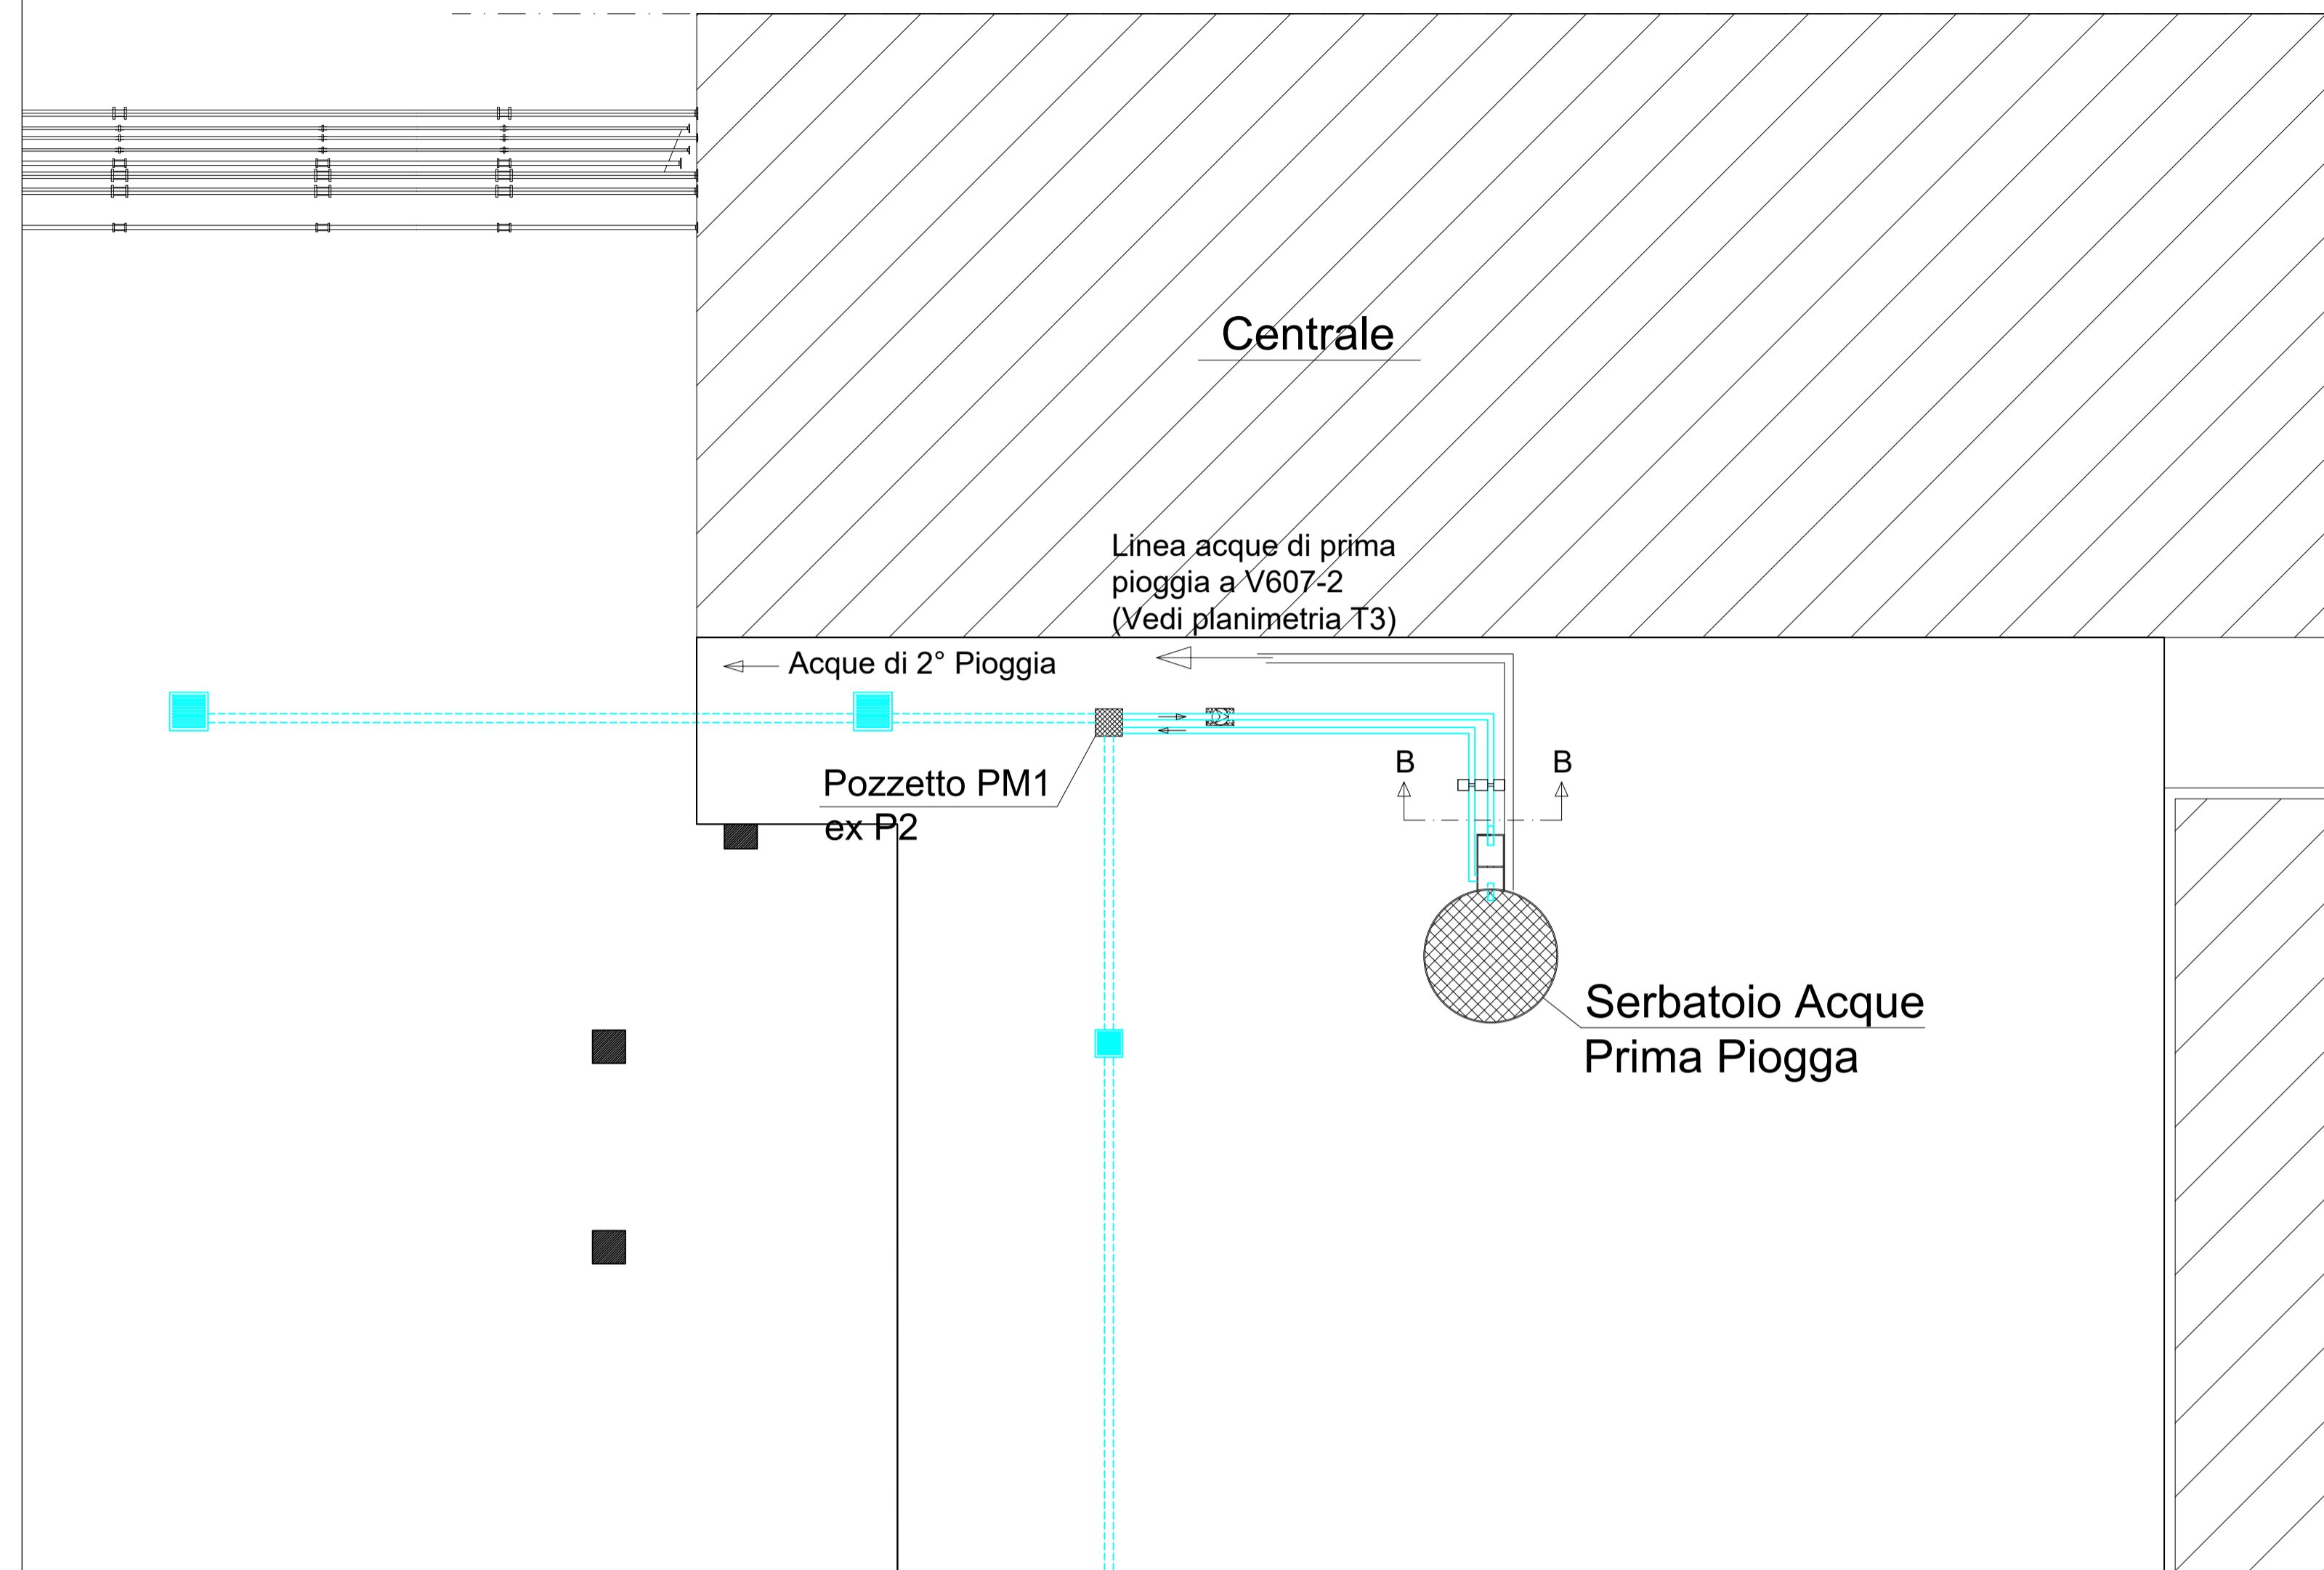 Centrale
Linea acque di prima
pioggia a V607-2
(Vedi planimetria T3)
Acque di 2° Pioggia
Pozzetto PM1
ex P2
B
B
Serbatoio Acque
Prima Piogga